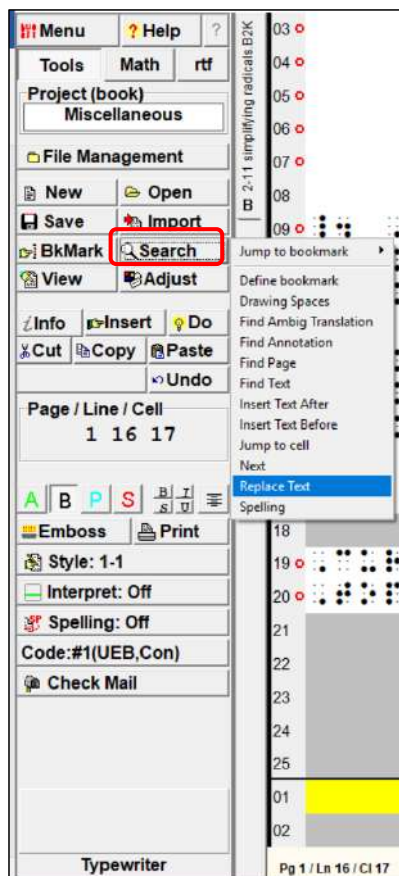 Menu ? Help ?
Tools Math rtf
Project (book)
Miscellaneous
File Management
New Open
Save Import
BkMark Search
View Adjust
Info Insert Do
Cut Copy Paste
Undo
Page / Line / Cell
1 16 17
A B P S B I S U
Emboss Print
Style: 1-1
Interpret: Off
Spelling: Off
Code:#1(UEB,Con)
Check Mail
Typewriter
2-11 simplifying radicals.B2K
B
03
04
05
06
07
08
09
Jump to bookmark
Define bookmark
Drawing Spaces
Find Ambig Translation
Find Annotation
Find Page
Find Text
Insert Text After
Insert Text Before
Jump to cell
Next
Replace Text
Spelling
18
19
20
21
22
23
24
25
01
02
Pg 1 / Ln 16 / Cl 17